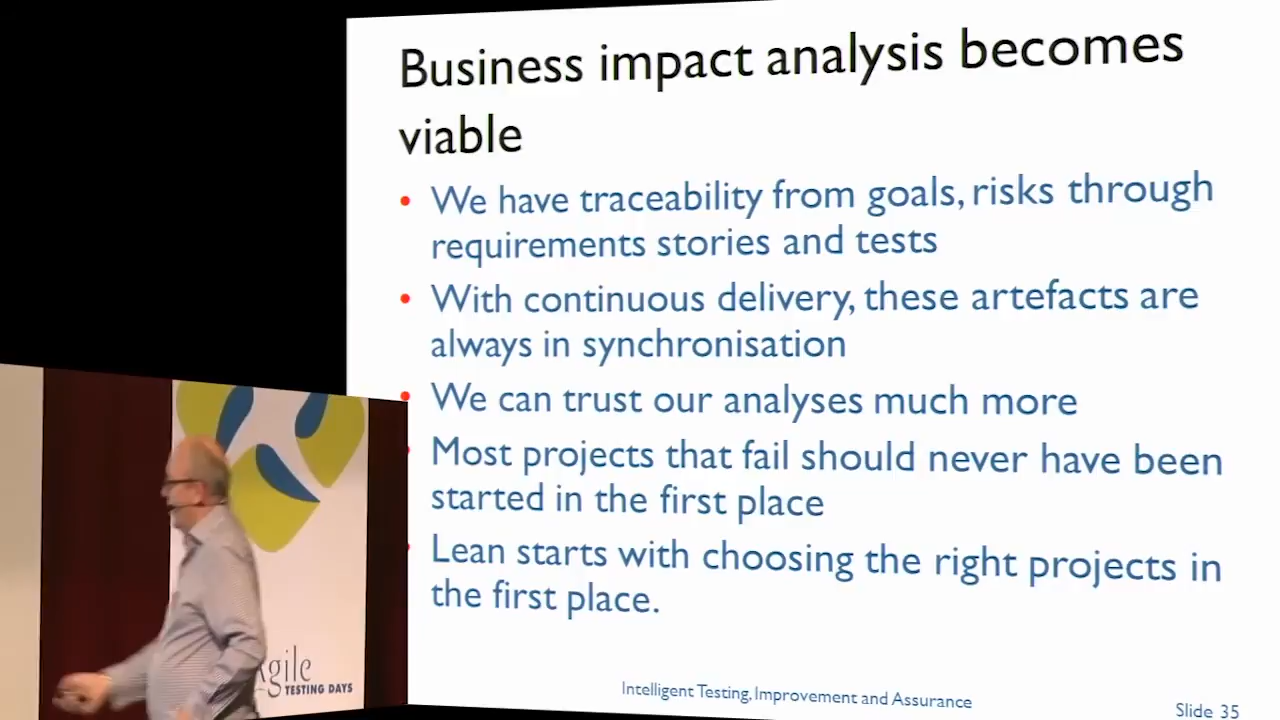 Business impact analysis becomes
viable
• We have traceability from goals, risks through
requirements stories and tests
• With continuous delivery, these artefacts are
always in synchronisation
• We can trust our analyses much more
• Most projects that fail should never have been
started in the first place
• Lean starts with choosing the right projects in
the first place.
Intelligent Testing, Improvement and Assurance
Slide 35
Agile
TESTING DAYS